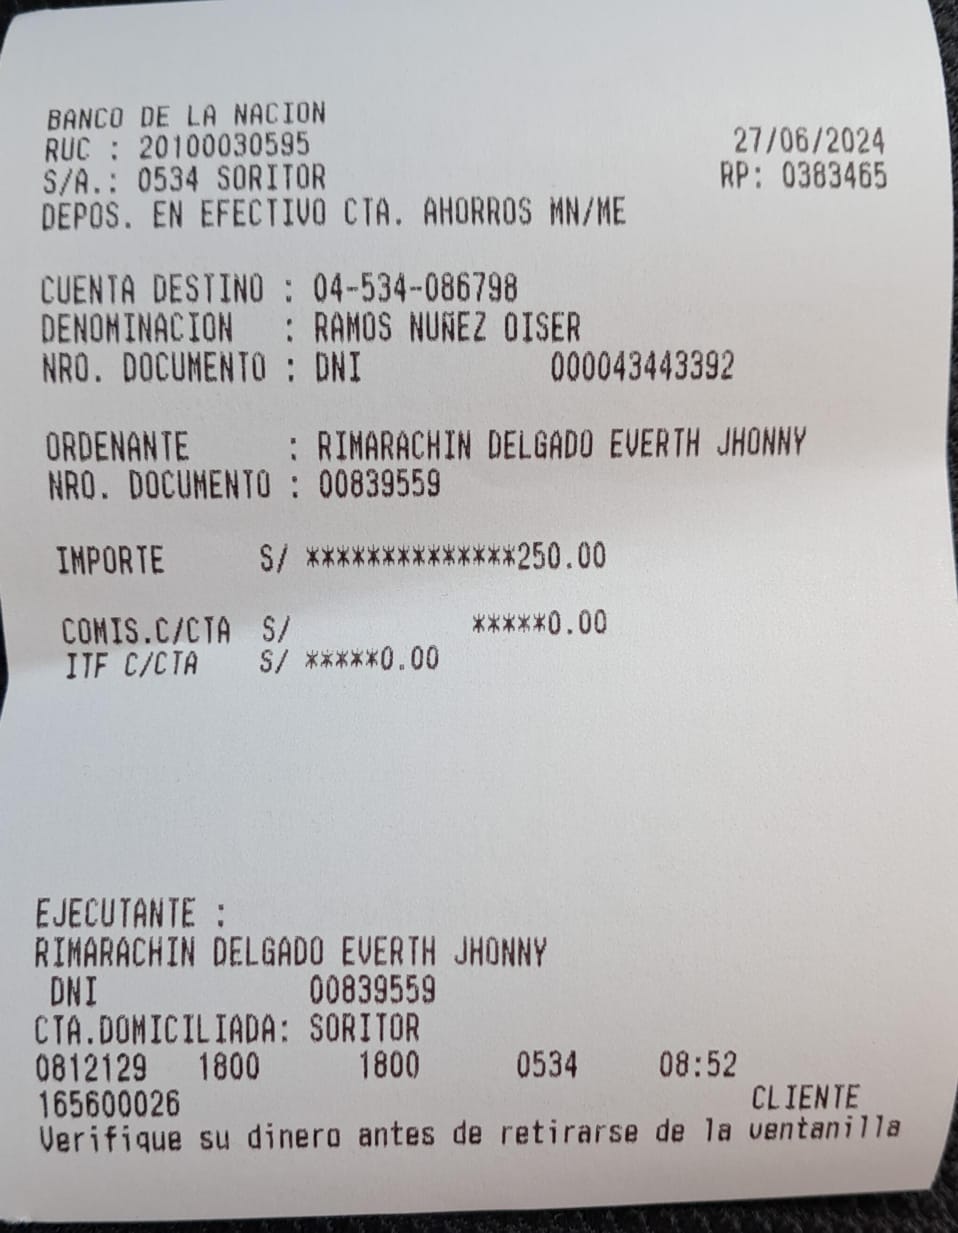 BANCO DE LA NACION
RUC : 20100030595 27/06/2024
S/A.: 0534 SORITOR RP: 0383465
DEPOS. EN EFECTIVO CTA. AHORROS MN/ME
CUENTA DESTINO : 04-534-086798
DENOMINACION : RAMOS NUÑEZ OISER
NRO. DOCUMENTO : DNI 000043443392
ORDENANTE : RIMARACHIN DELGADO EVERTH JHONNY
NRO. DOCUMENTO : 00839559
IMPORTE S/ **************250.00
COMIS.C/CTA S/ *****0.00
ITF C/CTA S/ *****0.00
EJECUTANTE :
RIMARACHIN DELGADO EVERTH JHONNY
DNI 00839559
CTA.DOMICILIADA: SORITOR
0812129 1800 1800 0534 08:52
165600026 CLIENTE
Verifique su dinero antes de retirarse de la ventanilla